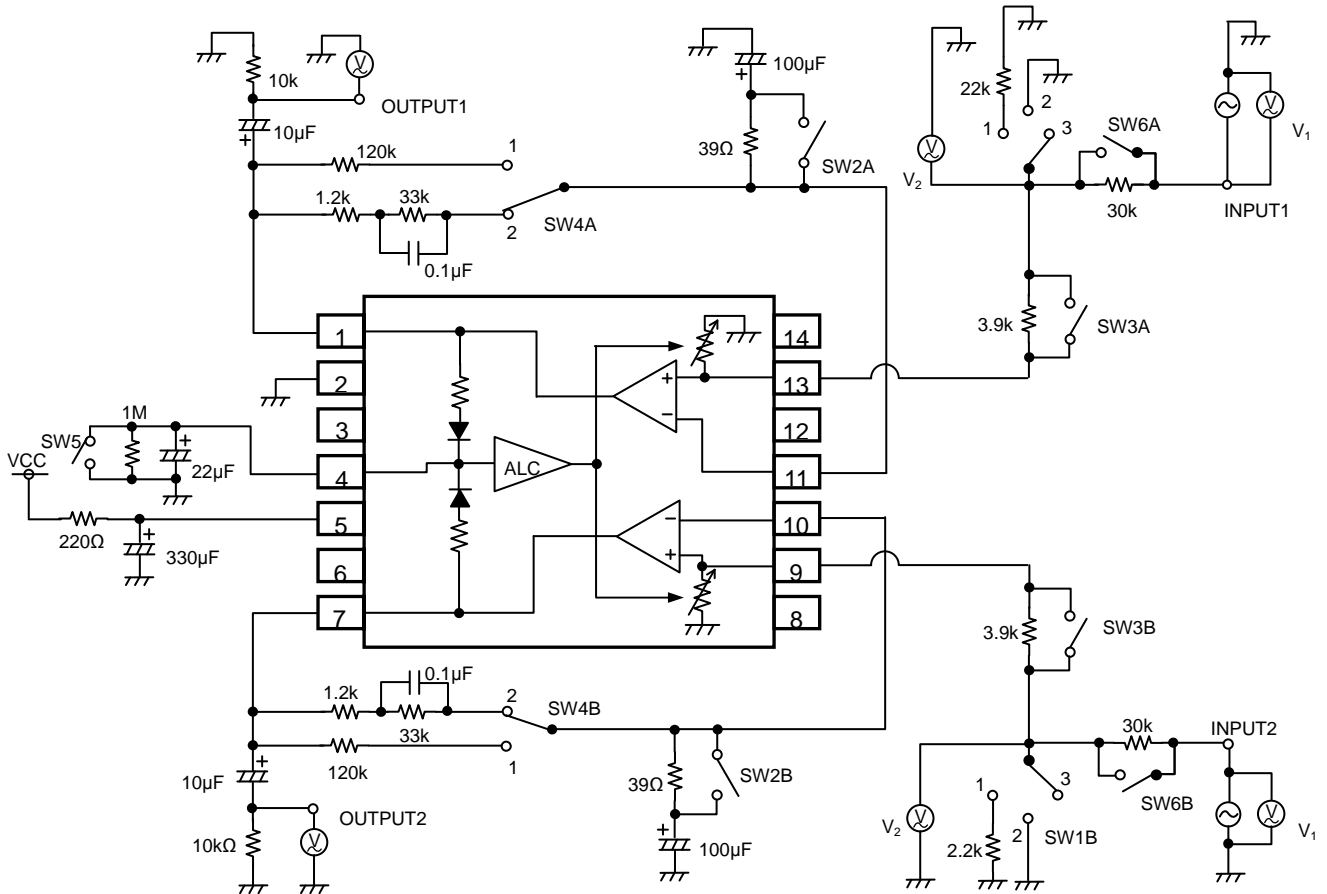 10k
V
OUTPUT1
10µF
+
120k
1
1.2k
33k
2
SW4A
0.1µF
100µF
+
39Ω
SW2A
V
V₂
22k
1
2
3
SW6A
30k
V
V₁
INPUT1
3.9k
SW3A
1
2
3
4
5
6
7
14
13
12
11
10
9
8
+
−
ALC
−
+
1M
SW5
+
22µF
VCC
220Ω
+
330µF
1.2k
0.1µF
33k
2
SW4B
120k
1
10µF
+
OUTPUT2
10kΩ
V
39Ω
SW2B
+
100µF
3.9k
SW3B
30k
INPUT2
SW6B
V₂
V
1
2.2k
2
3
SW1B
V
V₁